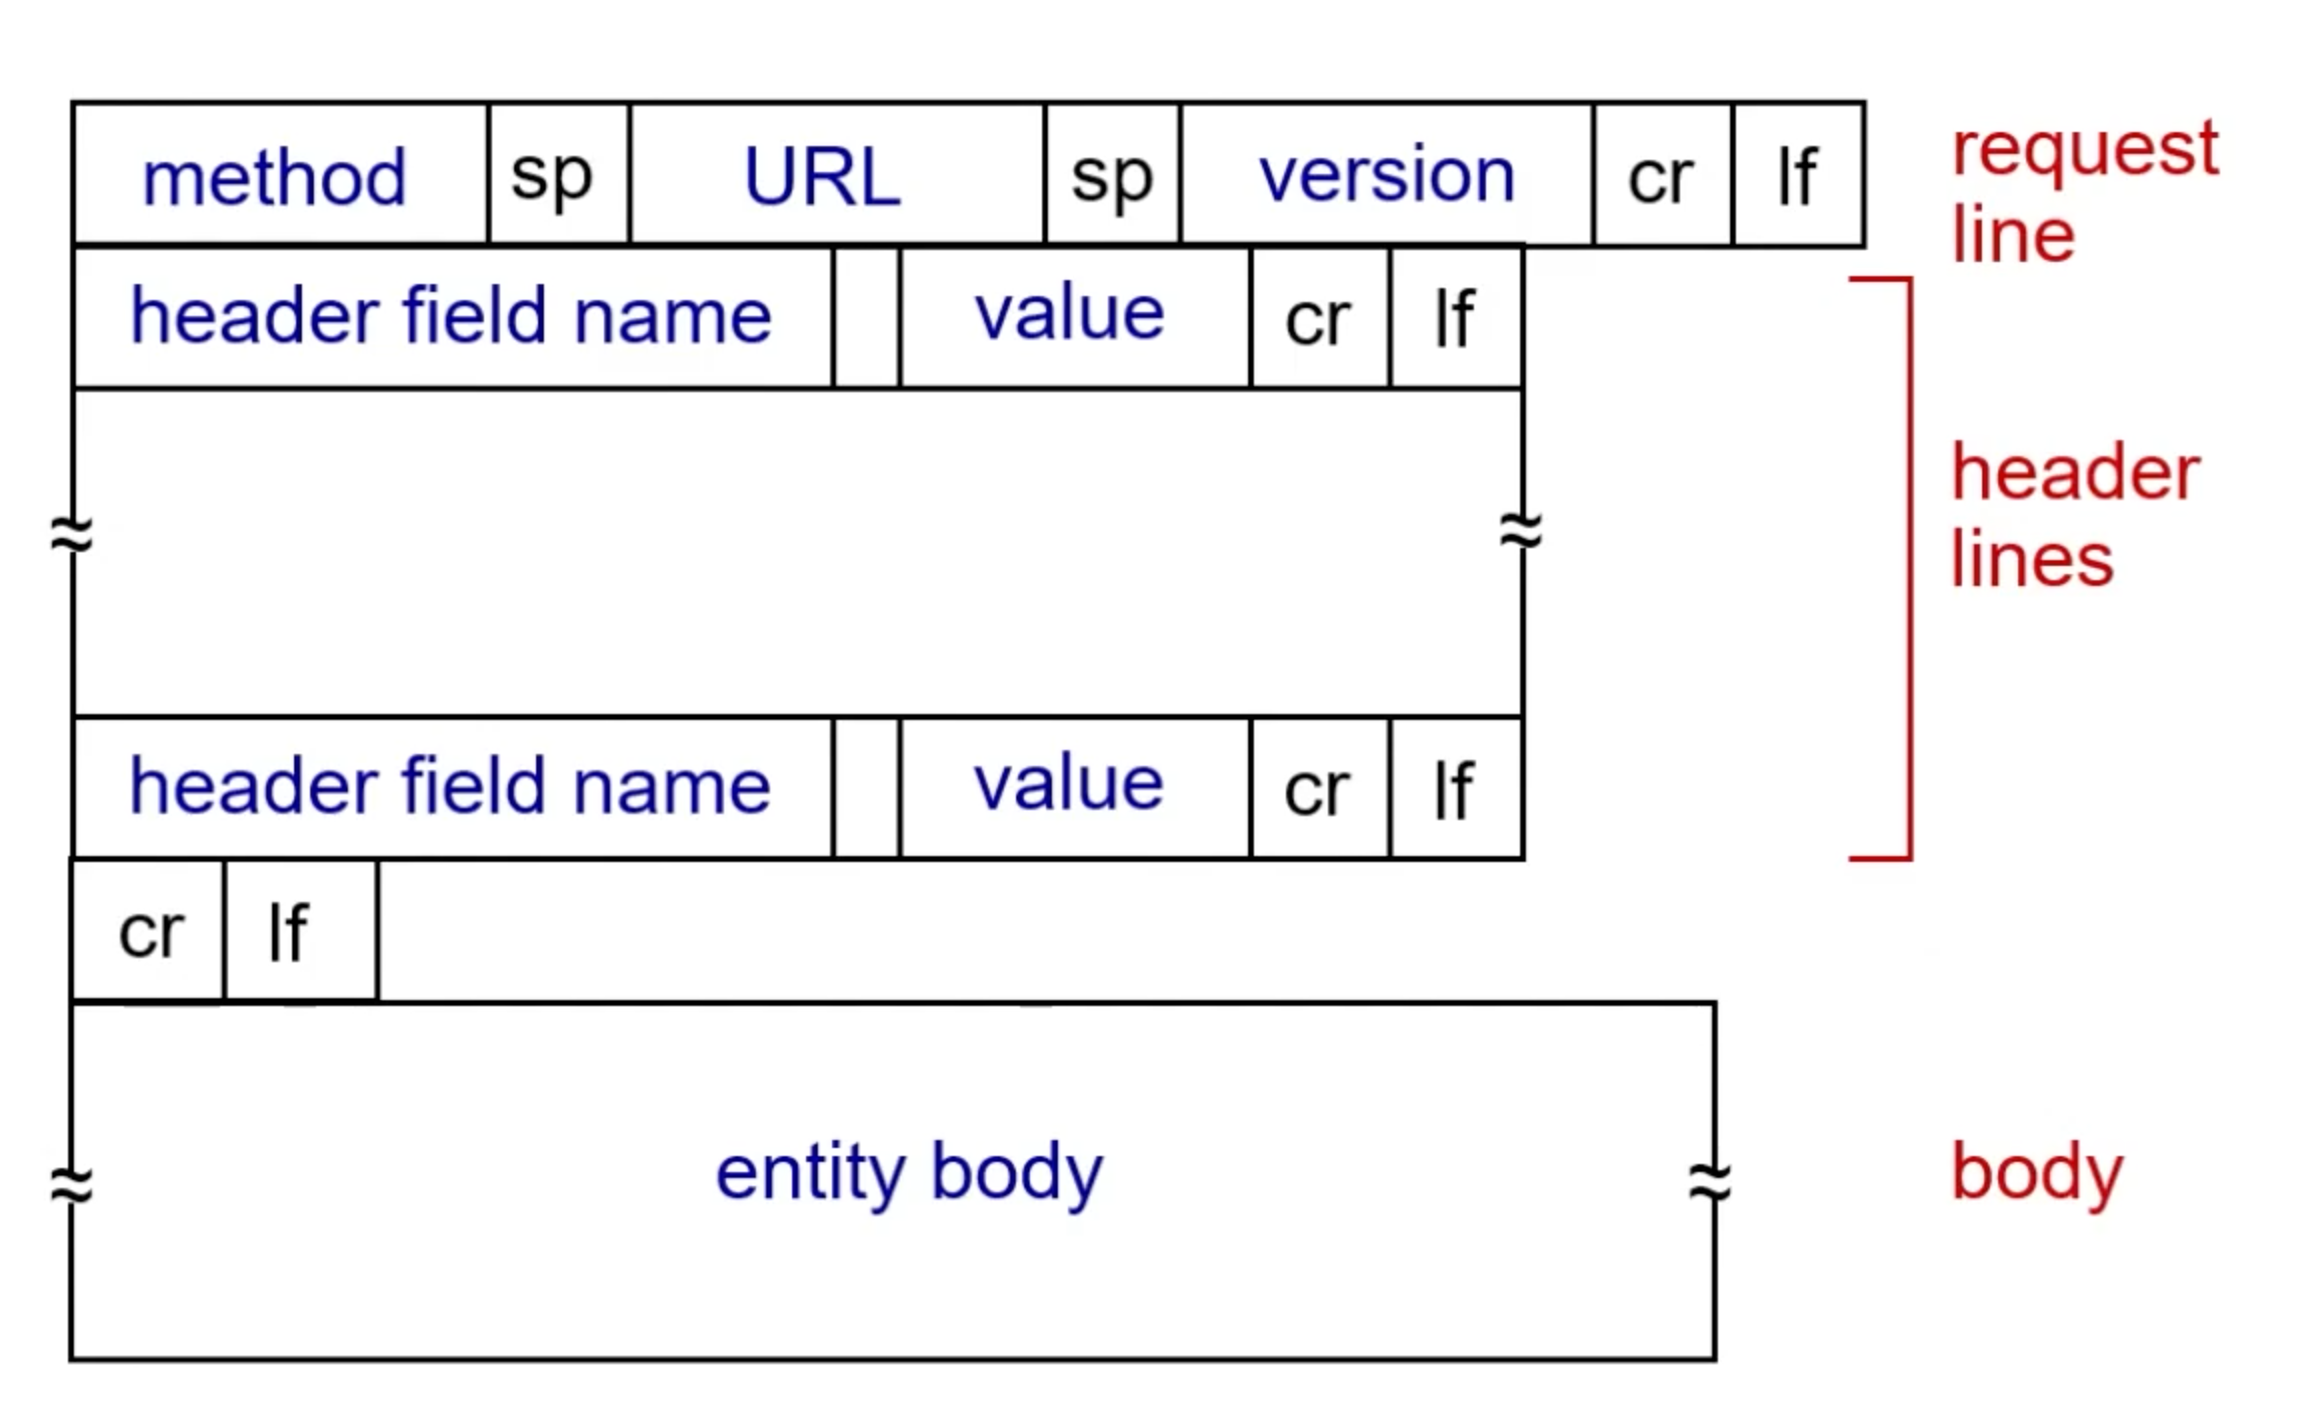 method sp URL sp version cr lf
request
line
header field name value cr lf
header
lines
header field name value cr lf
cr lf
entity body
body